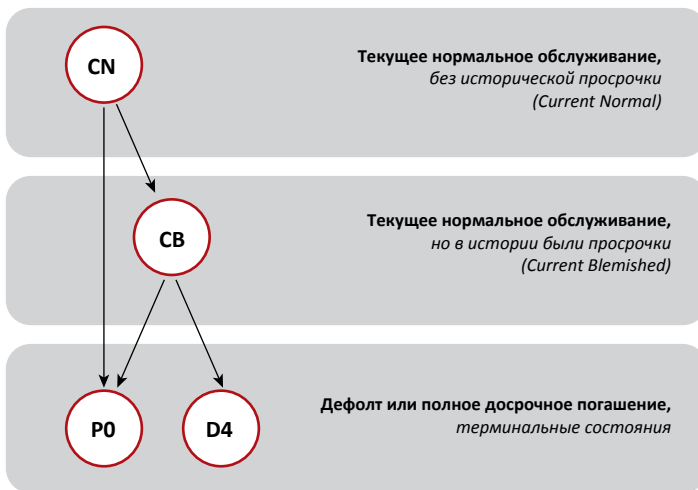 CN
Текущее нормальное обслуживание,
без исторической просрочки
(Current Normal)
CB
Текущее нормальное обслуживание,
но в истории были просрочки
(Current Blemished)
P0
D4
Дефолт или полное досрочное погашение,
терминальные состояния